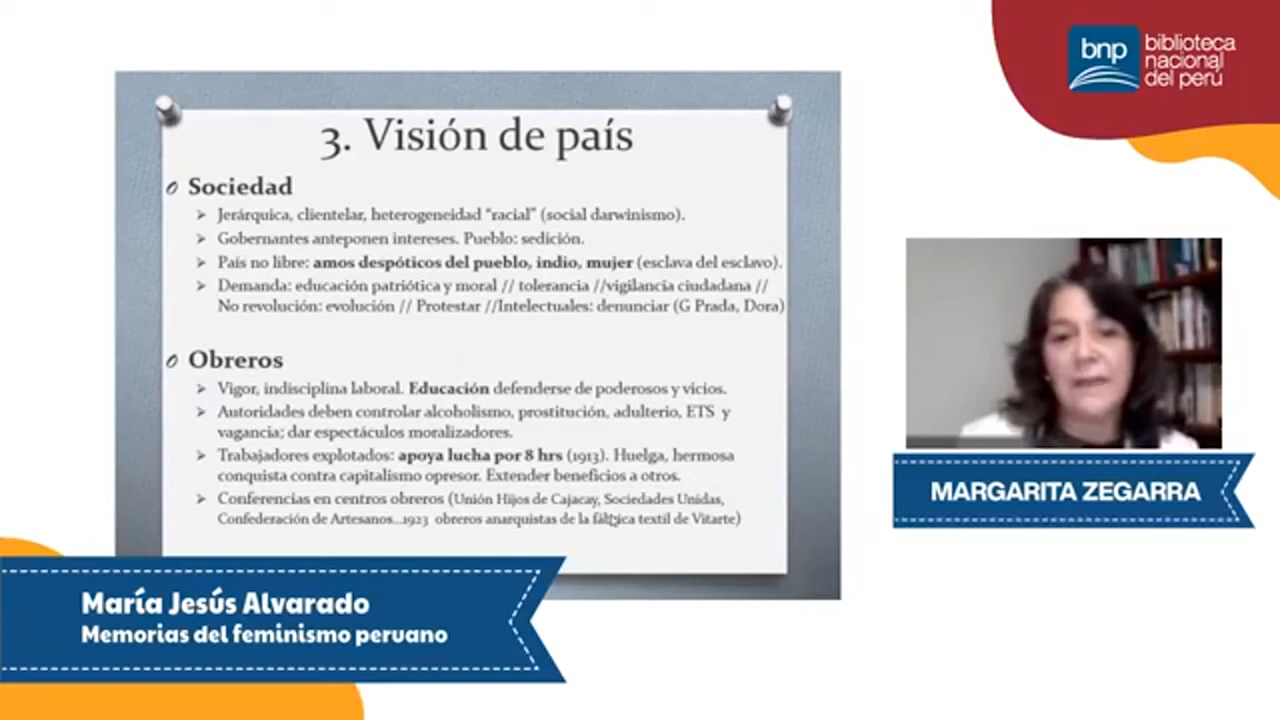 bnp
biblioteca
nacional
del perú
3. Visión de país
Sociedad
Jerárquica, clientelar, heterogeneidad “racial” (social darwinismo).
Gobernantes anteponen intereses. Pueblo: sedición.
País no libre: amos despóticos del pueblo, indio, mujer (esclava del esclavo).
Demanda: educación patriótica y moral // tolerancia //vigilancia ciudadana //
No revolución: evolución // Protestar //Intelectuales: denunciar (G Prada, Dora)
Obreros
Vigor, indisciplina laboral. Educación defenderse de poderosos y vicios.
Autoridades deben controlar alcoholismo, prostitución, adulterio, ETS y
vagancia; dar espectáculos moralizadores.
Trabajadores explotados: apoya lucha por 8 hrs (1913). Huelga, hermosa
conquista contra capitalismo opresor. Extender beneficios a otros.
Conferencias en centros obreros (Unión Hijos de Cajacay, Sociedades Unidas,
Confederación de Artesanos...1923 obreros anarquistas de la fábrica textil de Vitarte)
MARGARITA ZEGARRA
María Jesús Alvarado
Memorias del feminismo peruano